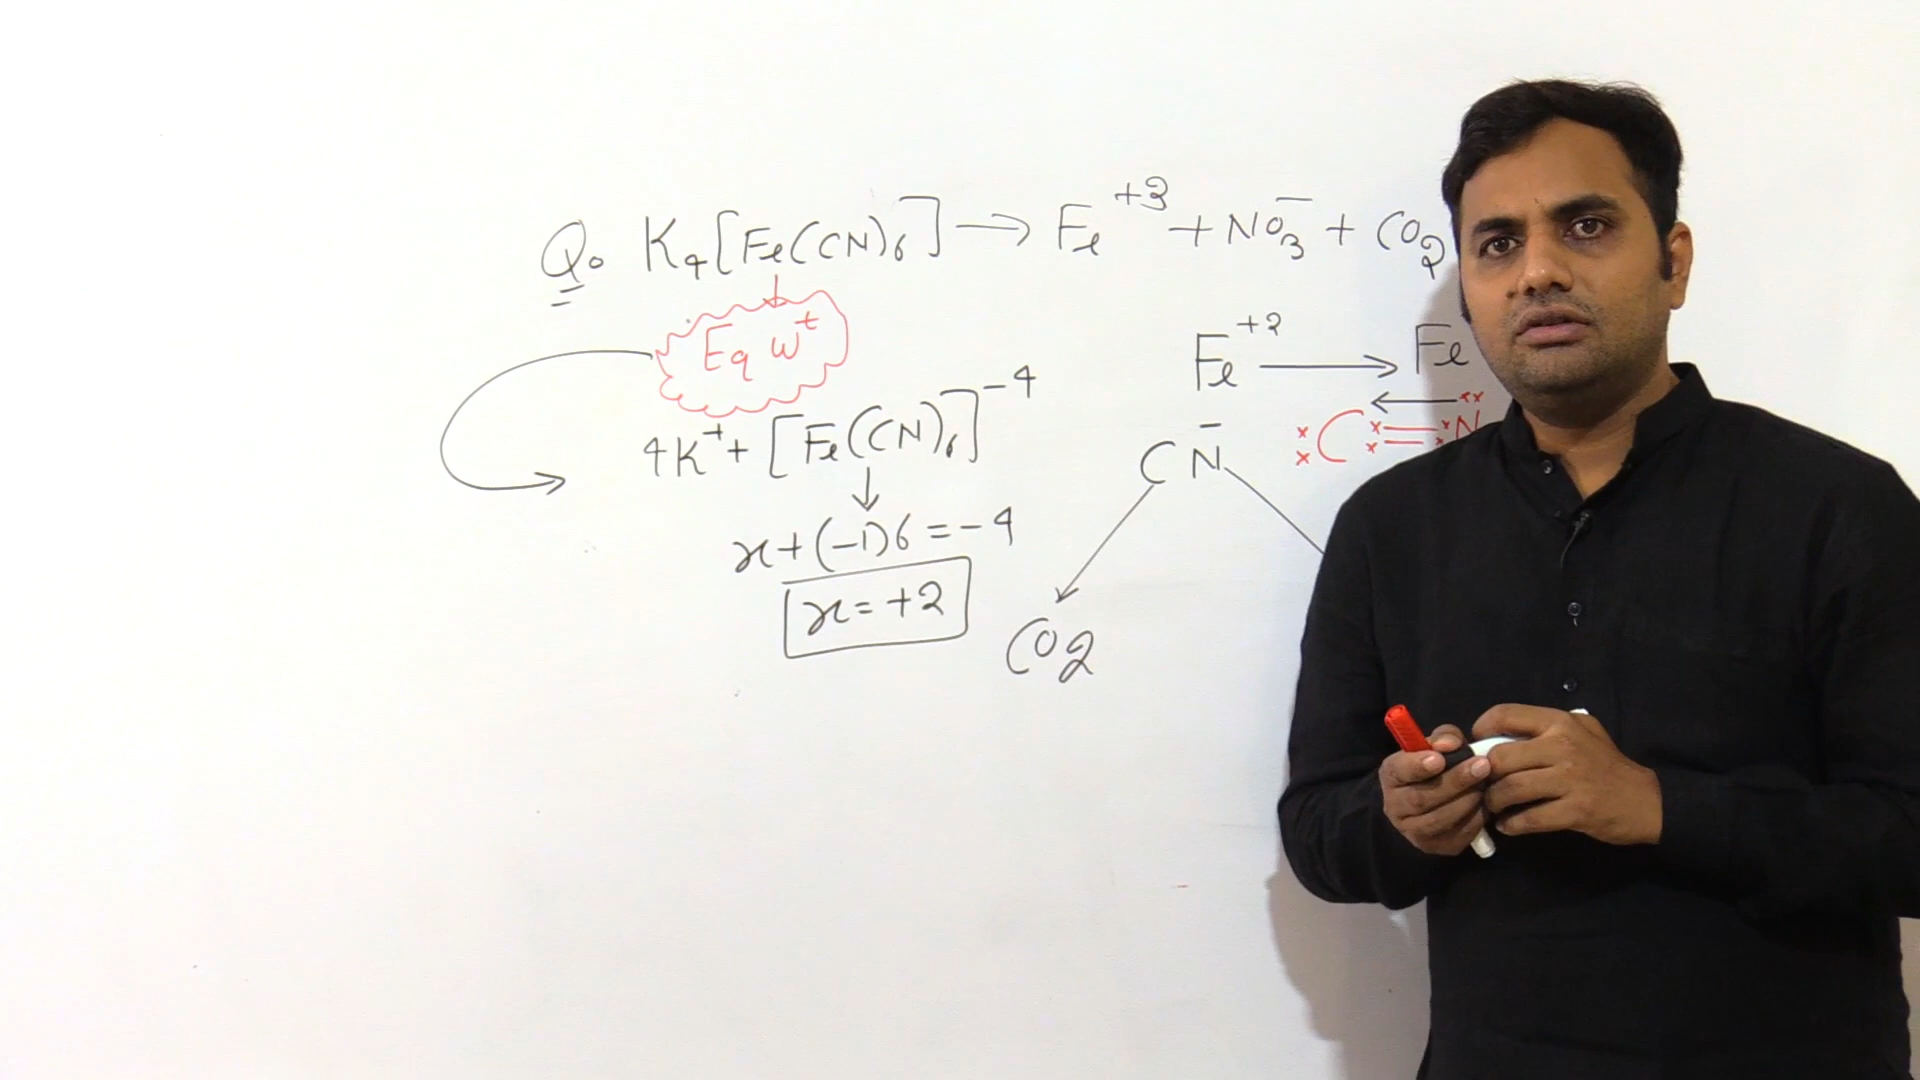 Q. K4[Fe(CN)6] → Fe+3 + NO3- + CO2
Eq wt
Fe+2 → Fe
4K+ + [Fe(CN)6]-4
C≡N
CN-
x+(-1)6=-4
x=+2
CO2